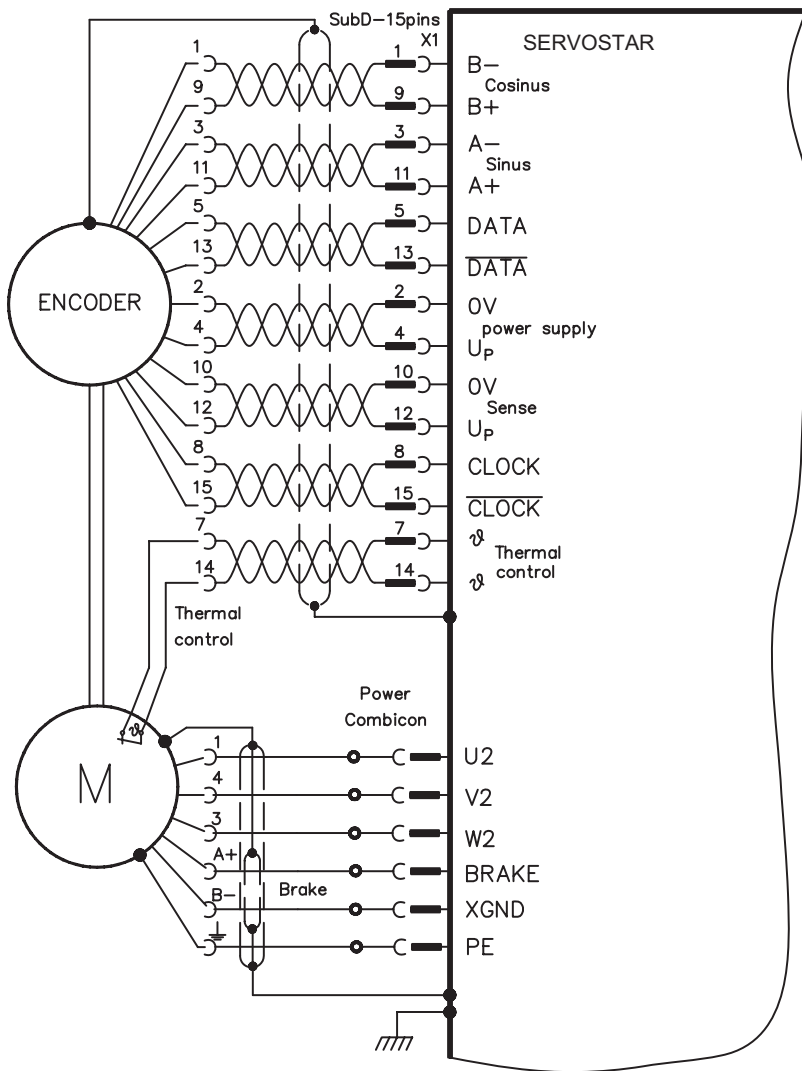 SubD-15pins
X1
SERVOSTAR
1 1 B-
Cosinus
9 9 B+
3 3 A-
Sinus
11 11 A+
5 5 DATA
13 13 DATA
ENCODER
2 2 0V
power supply
4 4 UP
10 10 0V
Sense
12 12 UP
8 8 CLOCK
15 15 CLOCK
7 7 ϑ
Thermal
control
14 14 ϑ
Thermal
control
Power
Combicon
ϑ
M
1 U2
4 V2
3 W2
A+ BRAKE
Brake
B- XGND
PE